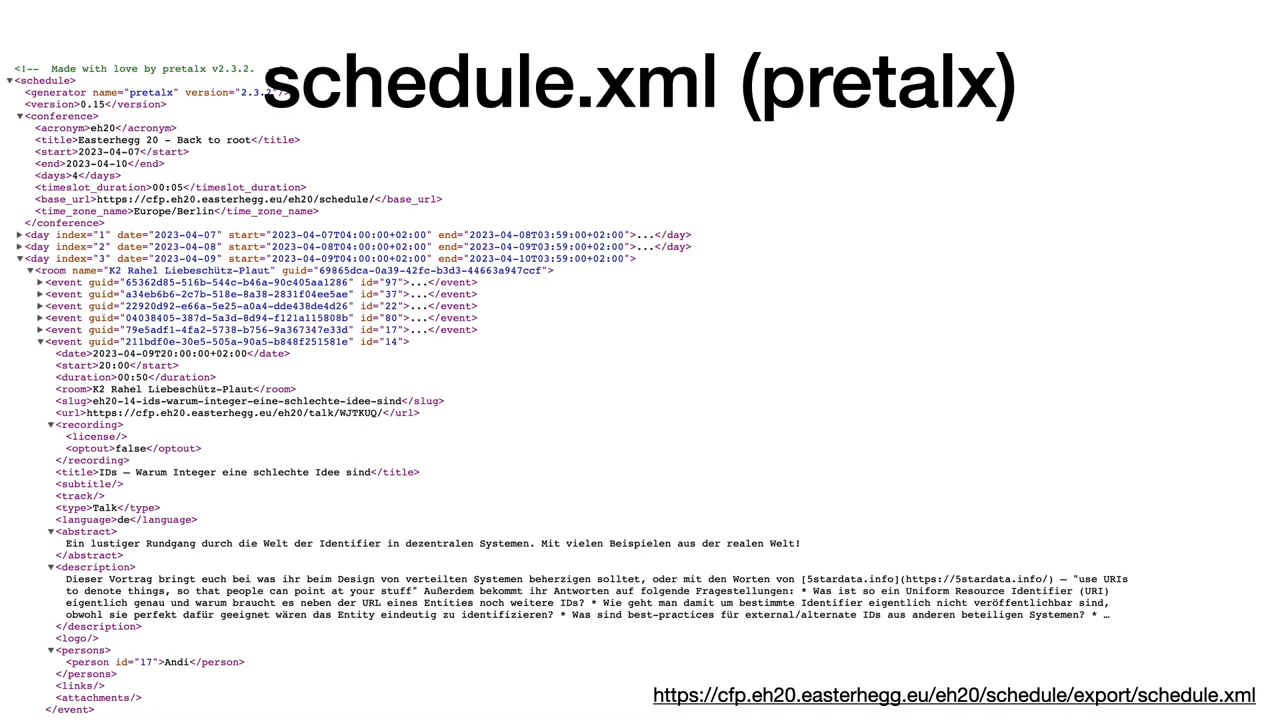 schedule.xml (pretalx)
<!--  Made with love by pretalx v2.3.2.  -
▼<schedule>
<generator name="pretalx" version="2.3.2"/>
<version>0.15</version>
▼<conference>
<acronym>eh20</acronym>
<title>Easterhegg 20 - Back to root</title>
<start>2023-04-07</start>
<end>2023-04-10</end>
<days>4</days>
<timeslot_duration>00:05</timeslot_duration>
<base_url>https://cfp.eh20.easterhegg.eu/eh20/schedule/</base_url>
<time_zone_name>Europe/Berlin</time_zone_name>
</conference>
▶<day index="1" date="2023-04-07" start="2023-04-07T04:00:00+02:00" end="2023-04-08T03:59:00+02:00">...</day>
▶<day index="2" date="2023-04-08" start="2023-04-08T04:00:00+02:00" end="2023-04-09T03:59:00+02:00">...</day>
▼<day index="3" date="2023-04-09" start="2023-04-09T04:00:00+02:00" end="2023-04-10T03:59:00+02:00">
▼<room name="K2 Rahel Liebeschütz-Plaut" guid="69865dca-0a39-42fc-b3d3-44663a947ccf">
▶<event guid="65362d85-516b-544c-b46a-90c405aa1286" id="97">...</event>
▶<event guid="a34eb6b6-2c7b-518e-8a38-2831f04ee5ae" id="37">...</event>
▶<event guid="22920d92-e66a-5e25-a0a4-dde438de4d26" id="22">...</event>
▶<event guid="04038405-387d-5a3d-8d94-f121a115808b" id="80">...</event>
▶<event guid="79e5adf1-4fa2-5738-b756-9a367347e33d" id="17">...</event>
▼<event guid="211bdf0e-30e5-505a-90a5-b848f251581e" id="14">
<date>2023-04-09T20:00:00+02:00</date>
<start>20:00</start>
<duration>00:50</duration>
<room>K2 Rahel Liebeschütz-Plaut</room>
<slug>eh20-14-ids-warum-integer-eine-schlechte-idee-sind</slug>
<url>https://cfp.eh20.easterhegg.eu/eh20/talk/WJTKUQ/</url>
▼<recording>
<license/>
<optout>false</optout>
</recording>
<title>IDs – Warum Integer eine schlechte Idee sind</title>
<subtitle/>
<track/>
<type>Talk</type>
<language>de</language>
▼<abstract>
Ein lustiger Rundgang durch die Welt der Identifier in dezentralen Systemen. Mit vielen Beispielen aus der realen Welt!
</abstract>
▼<description>
Dieser Vortrag bringt euch bei was ihr beim Design von verteilten Systemen beherzigen solltet, oder mit den Worten von [5stardata.info](https://5stardata.info/) – "use URIs
to denote things, so that people can point at your stuff" Außerdem bekommt ihr Antworten auf folgende Fragestellungen: * Was ist so ein Uniform Resource Identifier (URI)
eigentlich genau und warum braucht es neben der URL eines Entities noch weitere IDs? * Wie geht man damit um bestimmte Identifier eigentlich nicht veröffentlichbar sind,
obwohl sie perfekt dafür geeignet wären das Entity eindeutig zu identifizieren? * Was sind best-practices für external/alternate IDs aus anderen beteiligen Systemen? * …
</description>
<logo/>
▼<persons>
<person id="17">Andi</person>
</persons>
<links/>
<attachments/>
</event>
https://cfp.eh20.easterhegg.eu/eh20/schedule/export/schedule.xml